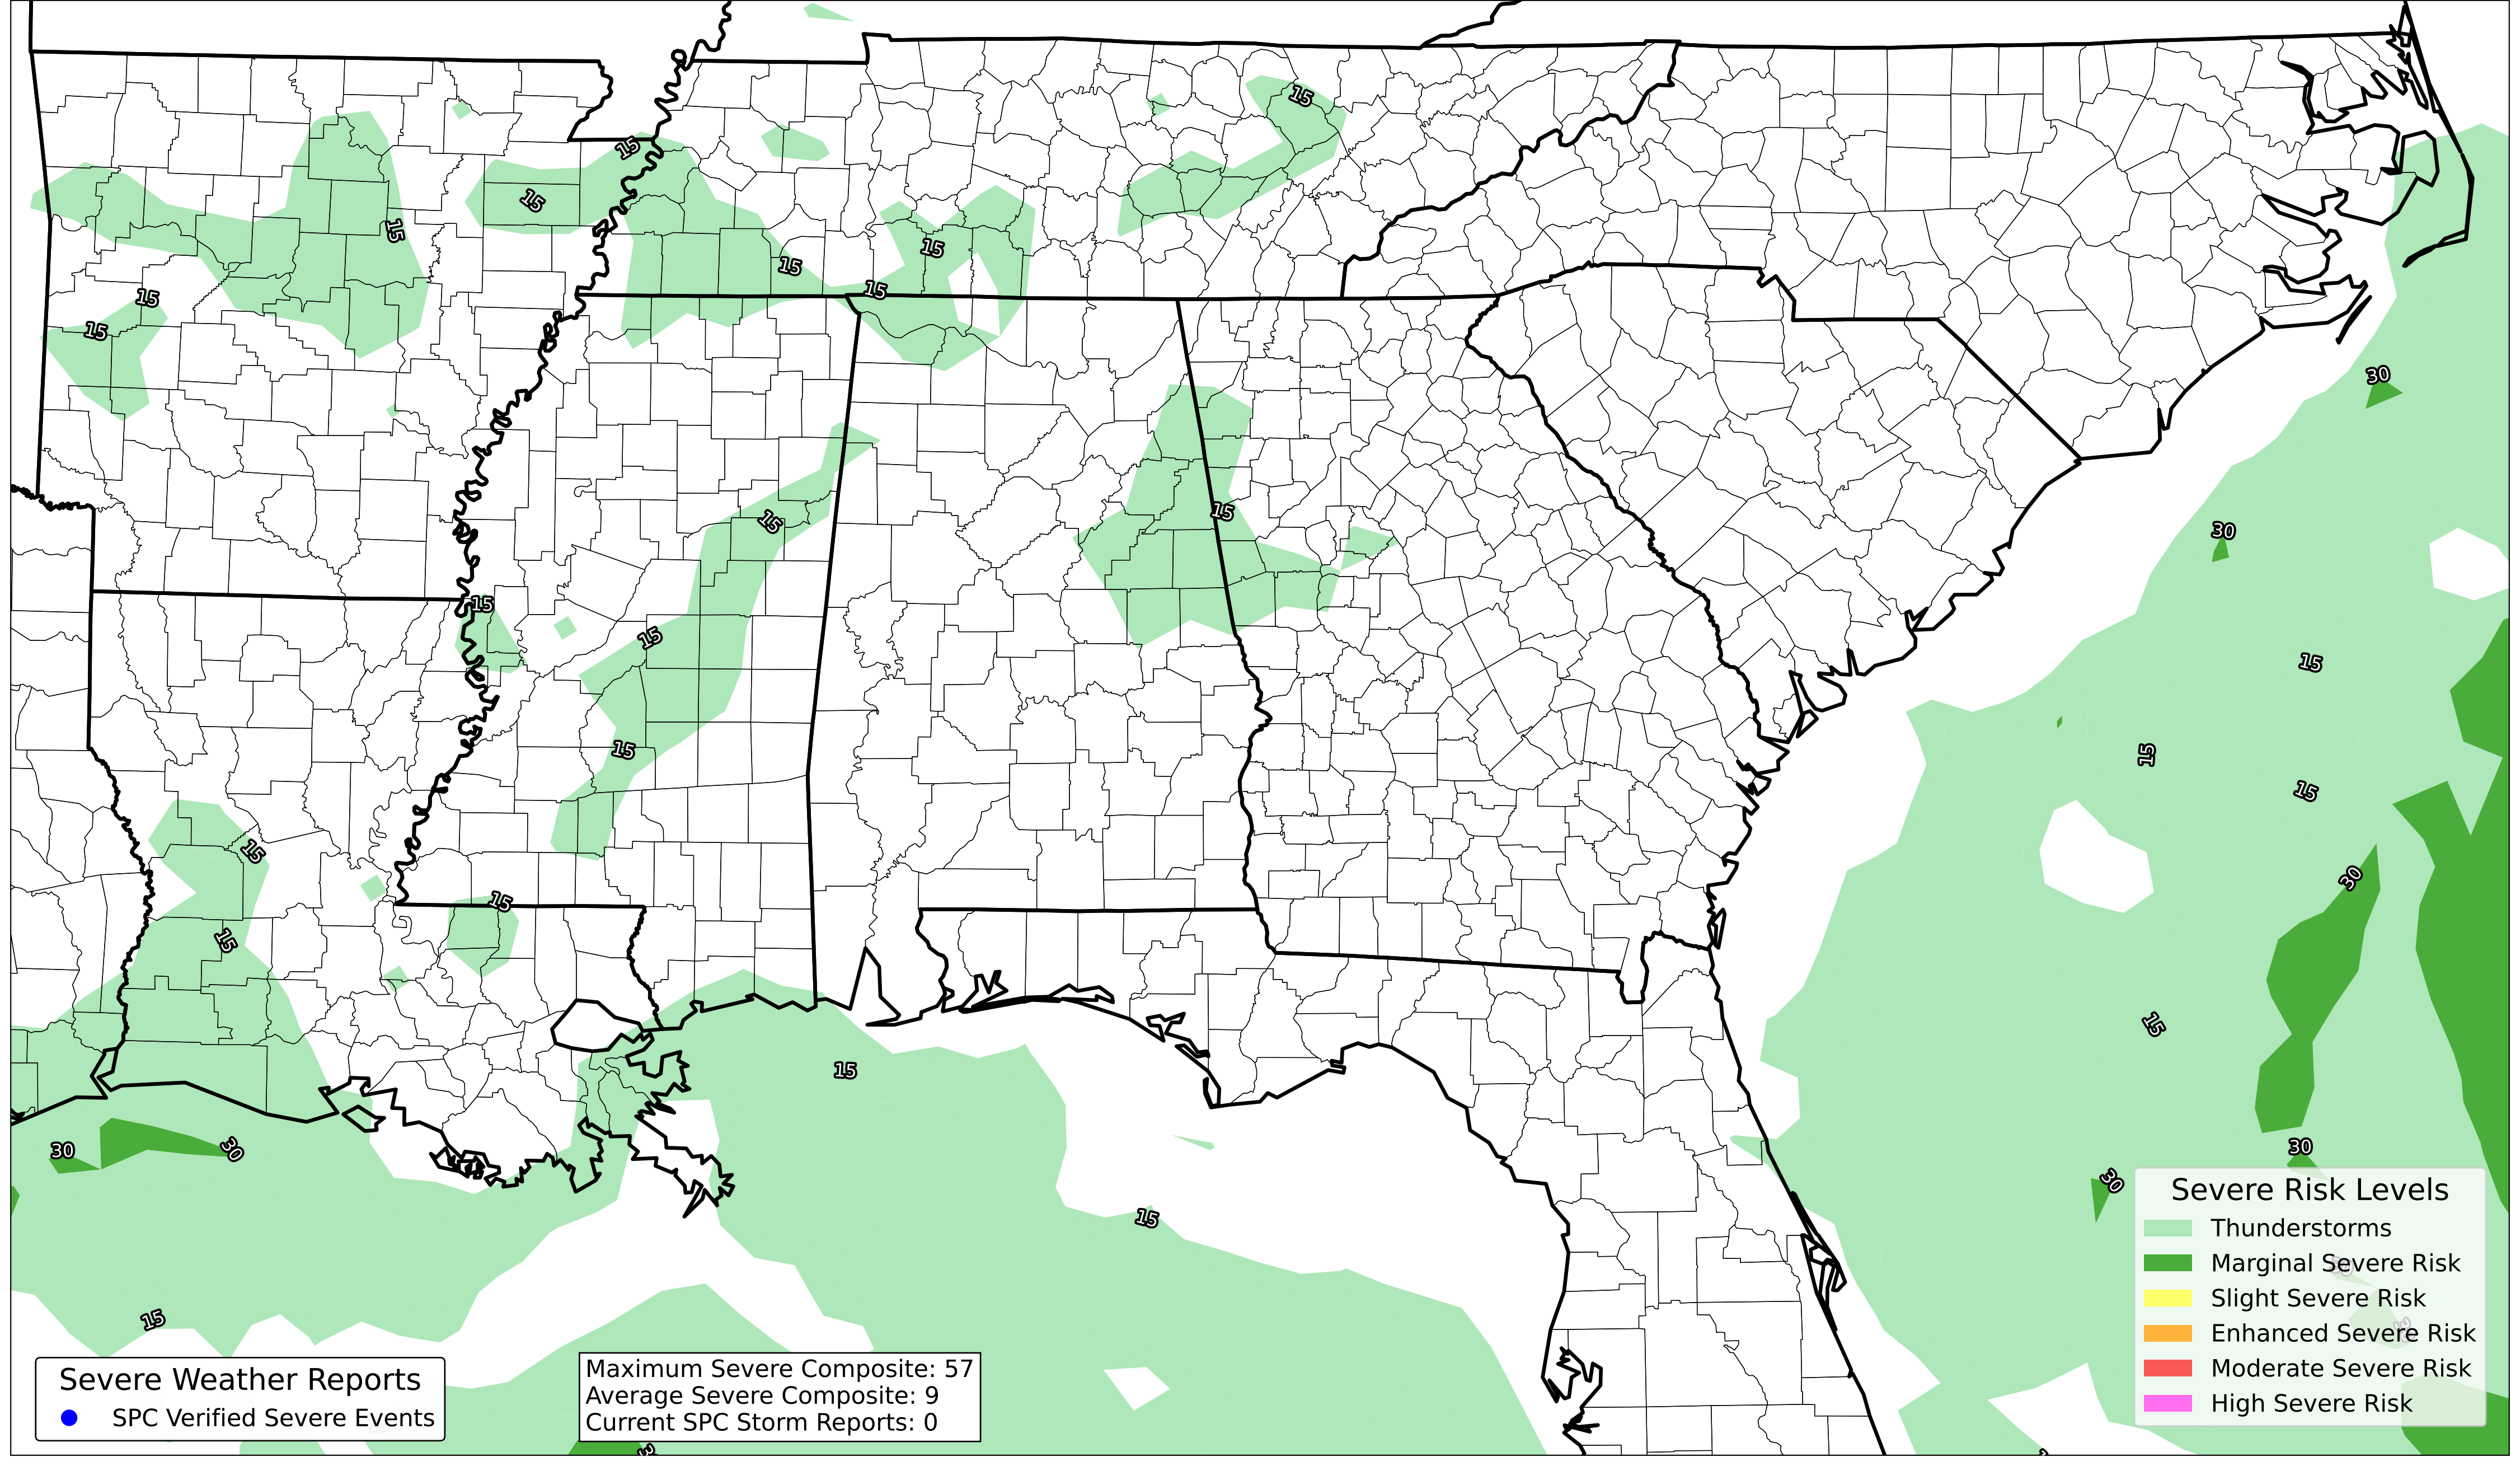 15
15
15
15
15
15
15
15
15
15
30
15
15
30
15
15
15
15
15
15
30
15
15
15
15
30
30
30
30
15
15
Severe Risk Levels
Thunderstorms
Marginal Severe Risk
Slight Severe Risk
Enhanced Severe Risk
Moderate Severe Risk
High Severe Risk
Severe Weather Reports
SPC Verified Severe Events
Maximum Severe Composite: 57
Average Severe Composite: 9
Current SPC Storm Reports: 0